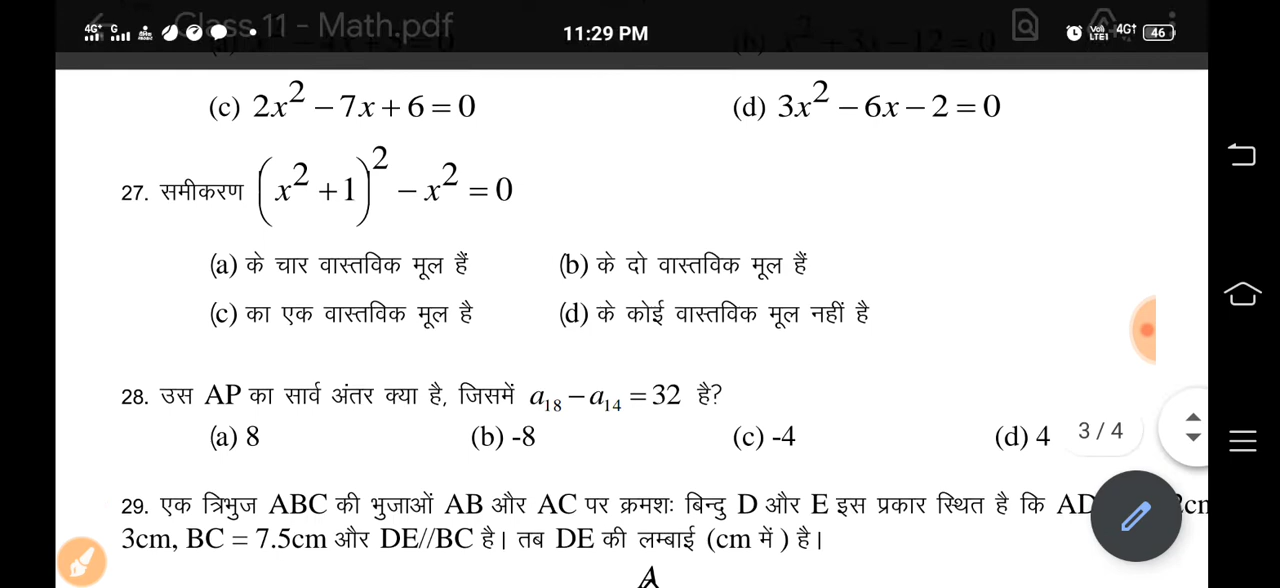 Class 11 - Math.pdf
11:29 PM
4G
46
(c) 2x² − 7x + 6 = 0 (d) 3x² − 6x − 2 = 0
27. समीकरण (x² + 1)² − x² = 0
(a) के चार वास्तविक मूल हैं (b) के दो वास्तविक मूल हैं
(c) का एक वास्तविक मूल है (d) के कोई वास्तविक मूल नहीं है
28. उस AP का सार्व अंतर क्या है, जिसमें a₁₈ − a₁₄ = 32 है?
(a) 8 (b) -8 (c) -4 (d) 4
3 / 4
29. एक त्रिभुज ABC की भुजाओं AB और AC पर क्रमशः बिन्दु D और E इस प्रकार स्थित है कि AD
3cm, BC = 7.5cm और DE//BC है। तब DE की लम्बाई (cm में ) है।
A